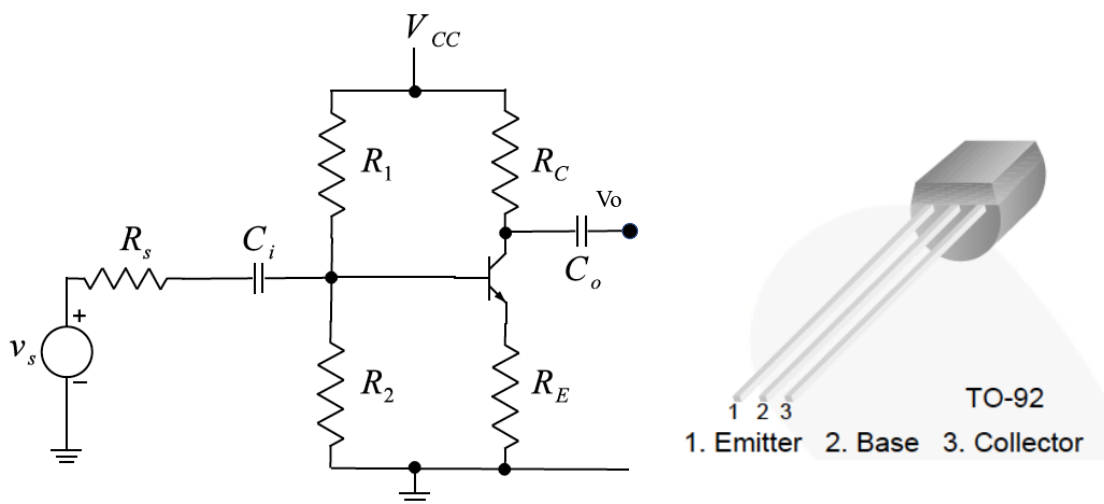 V_CC
R_1
R_C
Vo
R_s
C_i
C_o
+
v_s
−
R_2
R_E
1 2 3
TO-92
1. Emitter 2. Base 3. Collector